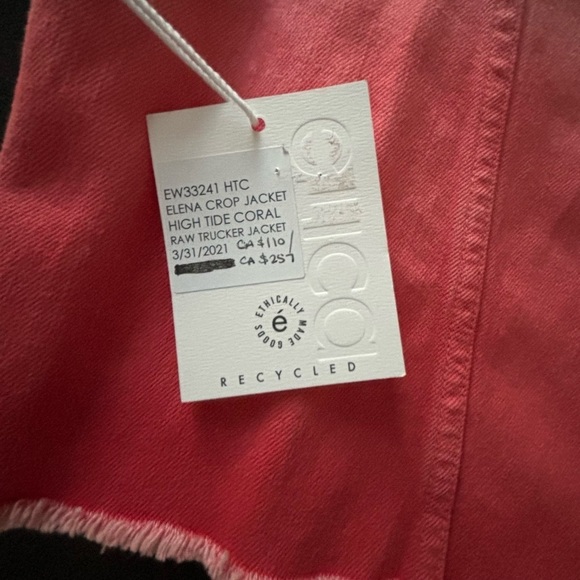 EW33241 HTC
ELENA CROP JACKET
HIGH TIDE CORAL
RAW TRUCKER JACKET
3/31/2021 CA $110/
CA $257
ETHICALLY MADE GOODS
é
RECYCLED